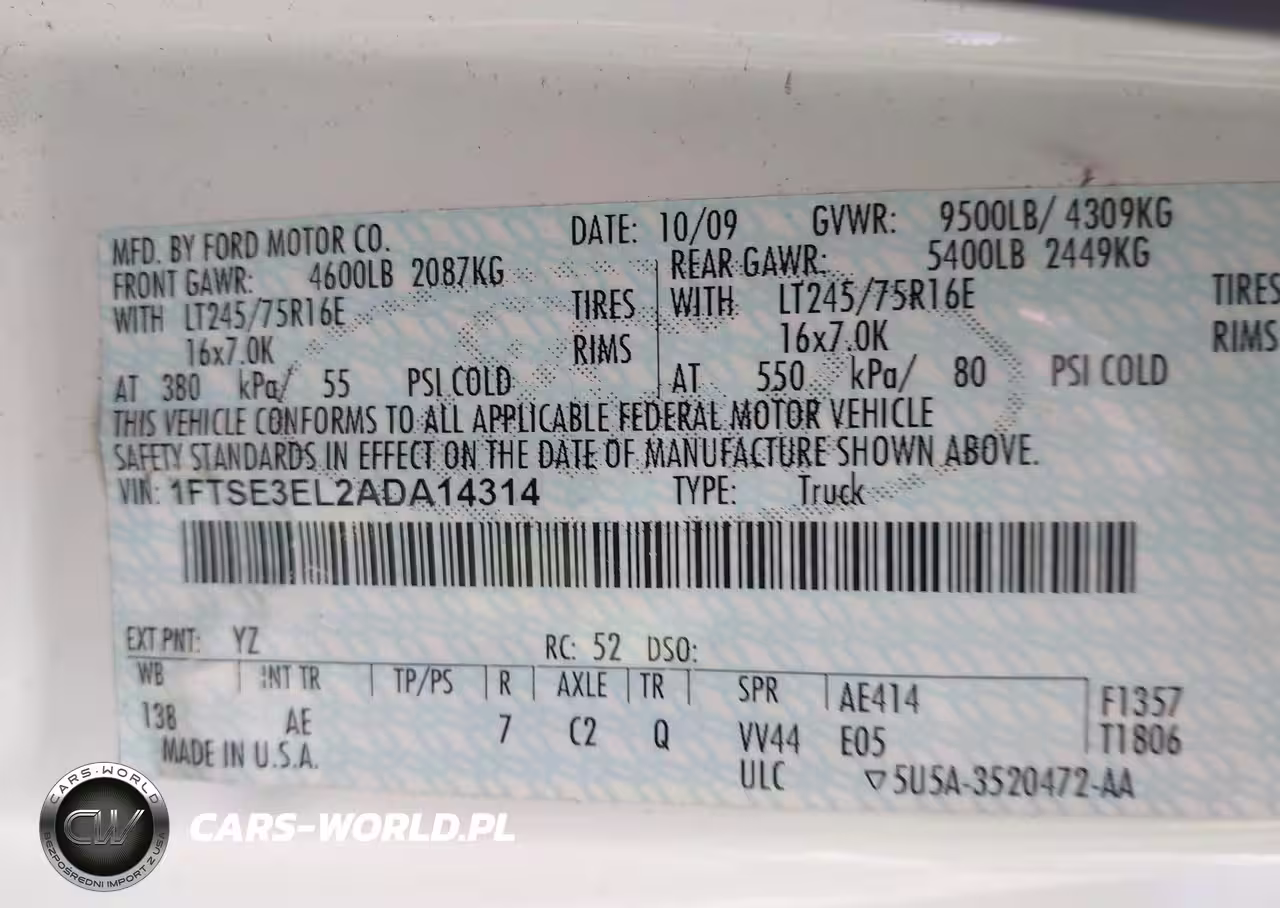 MFD. BY FORD MOTOR CO. DATE: 10/09 GVWR: 9500LB/ 4309KG
FRONT GAWR: 4600LB 2087KG REAR GAWR: 5400LB 2449KG
WITH LT245/75R16E TIRES WITH LT245/75R16E TIRES
16x7.0K RIMS 16x7.0K RIMS
AT 380 kPa/ 55 PSI COLD AT 550 kPa/ 80 PSI COLD
THIS VEHICLE CONFORMS TO ALL APPLICABLE FEDERAL MOTOR VEHICLE
SAFETY STANDARDS IN EFFECT ON THE DATE OF MANUFACTURE SHOWN ABOVE.
VIN: 1FTSE3EL2ADA14314 TYPE: Truck
EXT PNT: YZ RC: 52 DSO:
WB INT TR TP/PS R AXLE TR SPR AE414 F1357
138 AE 7 C2 Q VV44 E05 T1806
MADE IN U.S.A. ULC ▽5U5A-3520472-AA
CARS-WORLD
CW
BEZPOŚREDNI IMPORT Z USA
CARS-WORLD.PL